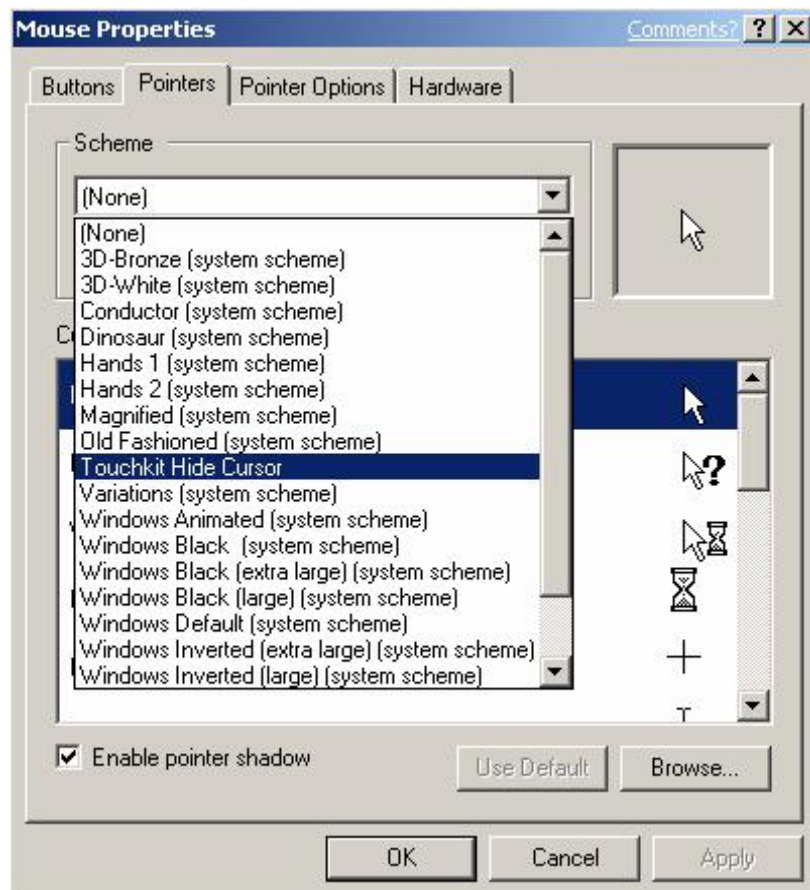 Mouse Properties Comments? ? X
Buttons Pointers Pointer Options Hardware
Scheme
(None)
(None)
3D-Bronze (system scheme)
3D-White (system scheme)
Conductor (system scheme)
Dinosaur (system scheme)
Hands 1 (system scheme)
Hands 2 (system scheme)
Magnified (system scheme)
Old Fashioned (system scheme)
Touchkit Hide Cursor
Variations (system scheme)
Windows Animated (system scheme)
Windows Black (system scheme)
Windows Black (extra large) (system scheme)
Windows Black (large) (system scheme)
Windows Default (system scheme)
Windows Inverted (extra large) (system scheme)
Windows Inverted (large) (system scheme)
Enable pointer shadow
Use Default Browse...
OK Cancel Apply